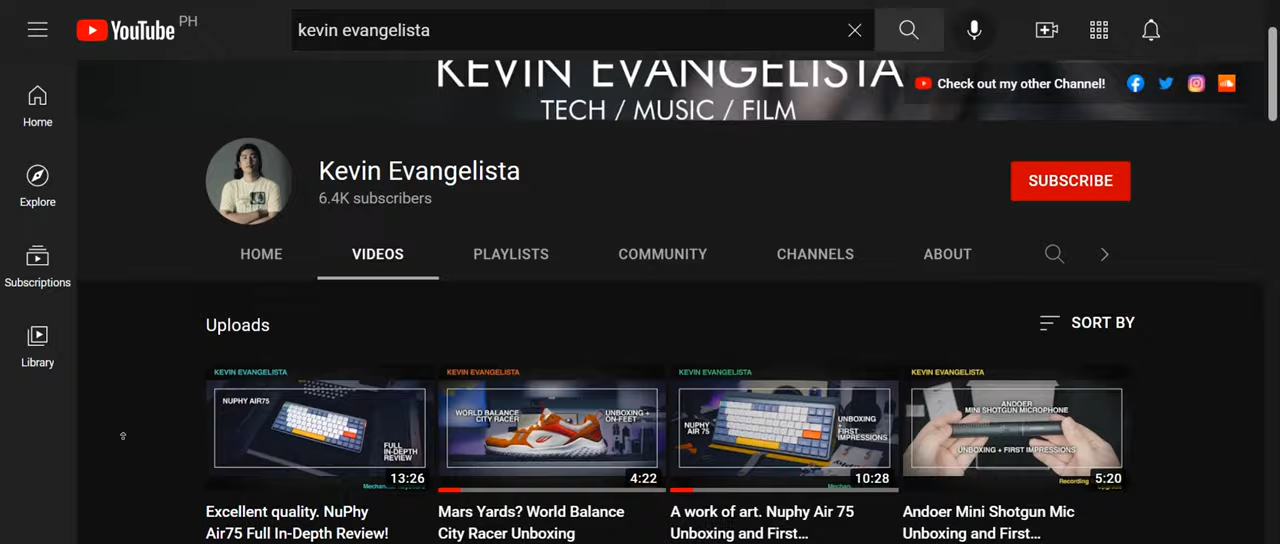 YouTube PH
kevin evangelista
KEVIN EVANGELISTA
TECH / MUSIC / FILM
Check out my other Channel!
Home
Explore
Subscriptions
Library
Kevin Evangelista
6.4K subscribers
SUBSCRIBE
HOME VIDEOS PLAYLISTS COMMUNITY CHANNELS ABOUT
Uploads
SORT BY
KEVIN EVANGELISTA
NUPHY AIR75
FULL
IN-DEPTH
REVIEW
13:26
Excellent quality. NuPhy
Air75 Full In-Depth Review!
KEVIN EVANGELISTA
WORLD BALANCE
CITY RACER
UNBOXING +
ON-FEET
4:22
Mars Yards? World Balance
City Racer Unboxing
KEVIN EVANGELISTA
NUPHY
AIR 75
UNBOXING
+
FIRST
IMPRESSIONS
10:28
A work of art. Nuphy Air 75
Unboxing and First...
KEVIN EVANGELISTA
ANDOER
MINI SHOTGUN MICROPHONE
UNBOXING + FIRST IMPRESSIONS
Recording
5:20
Andoer Mini Shotgun Mic
Unboxing and First...